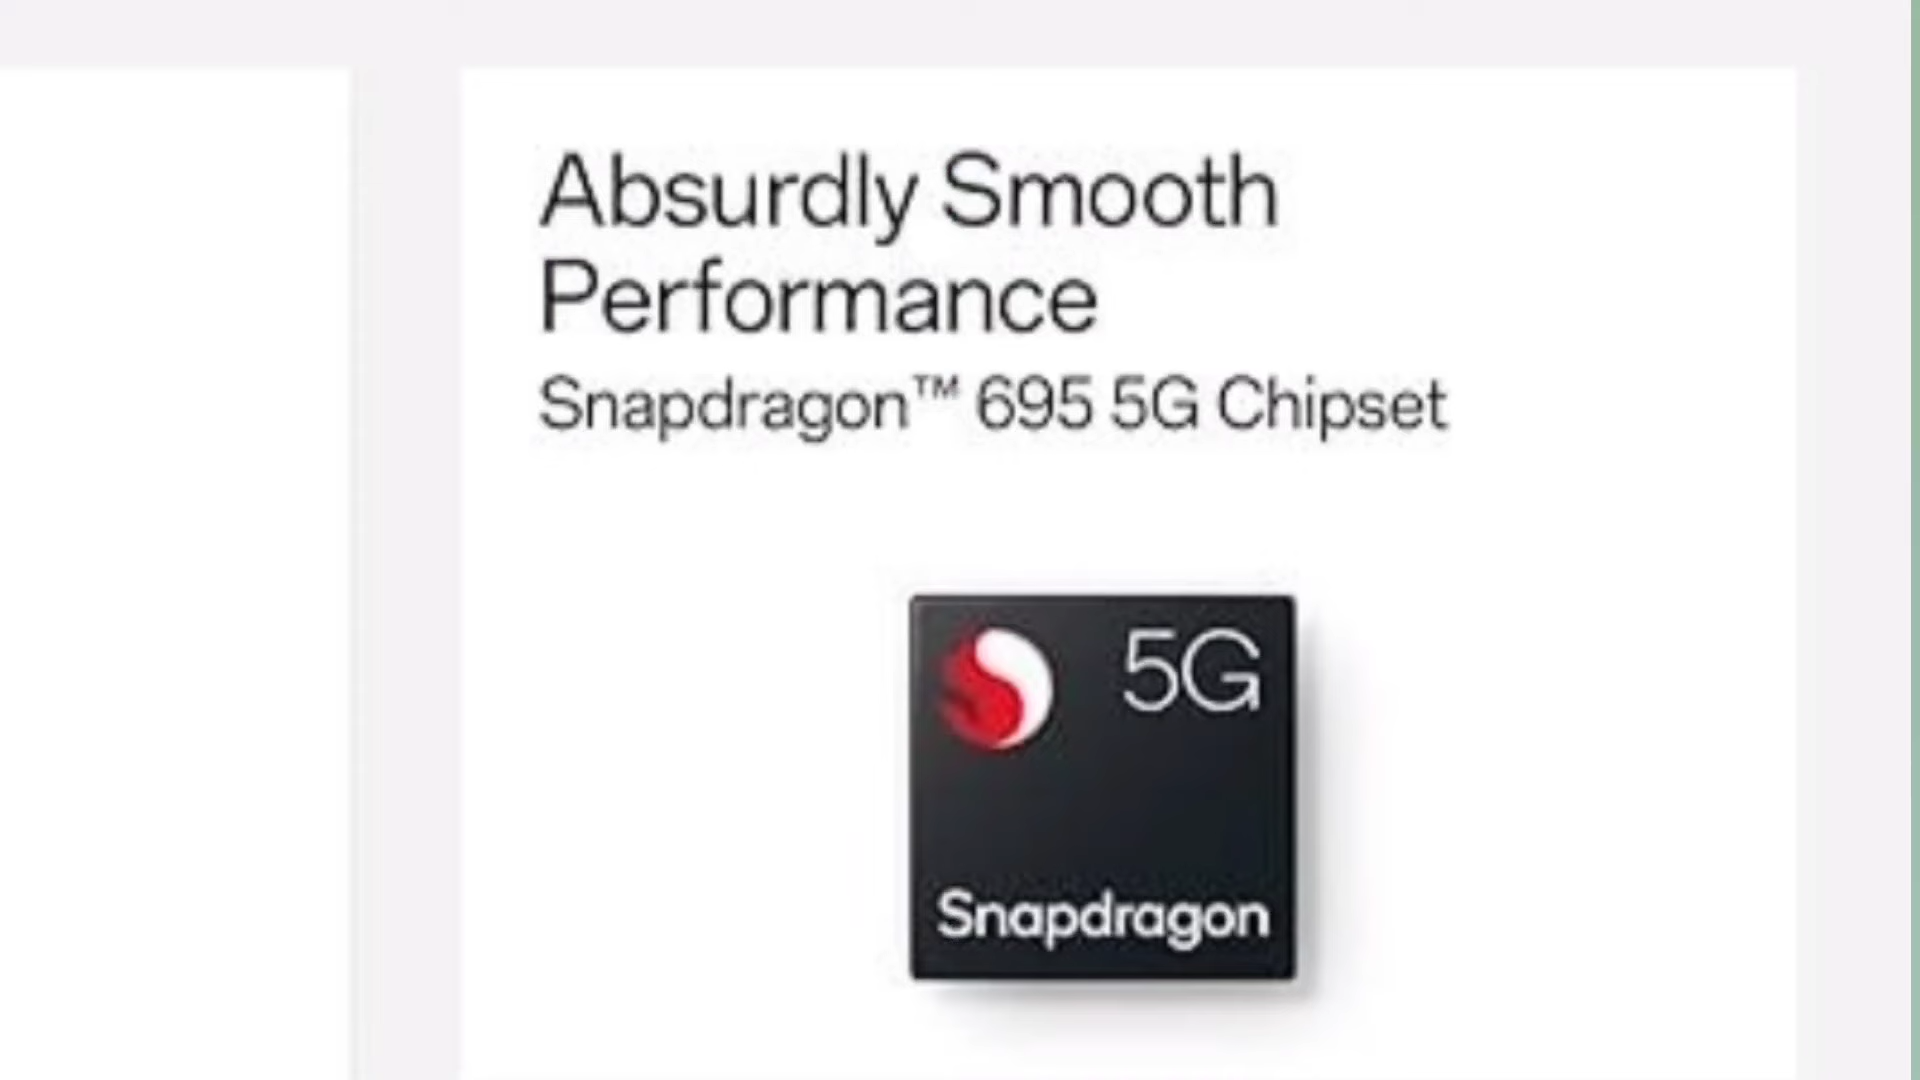 Absurdly Smooth
Performance
Snapdragon™ 695 5G Chipset
5G
Snapdragon